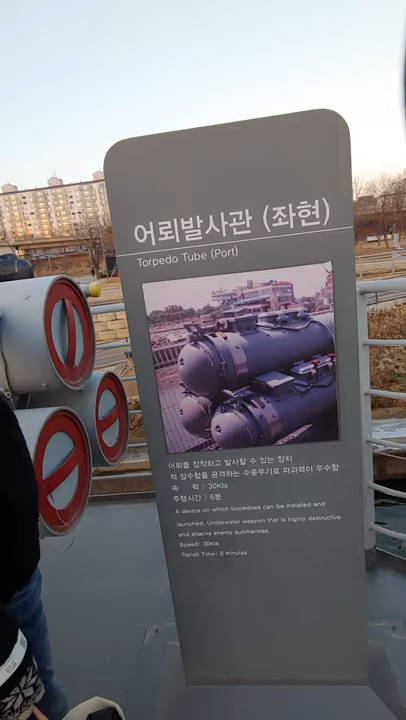 어뢰발사관 (좌현)
Torpedo Tube (Port)
어뢰를 장착하고 발사할 수 있는 장치
적 잠수함을 공격하는 수중무기로 파괴력이 우수함
속 력 : 30Kts
주행시간 : 6분
A device on which torpedoes can be installed and
launched. Underwater weapon that is highly destructive
and attacks enemy submarines.
Speed: 30Kts
Transit Time: 6 minutes